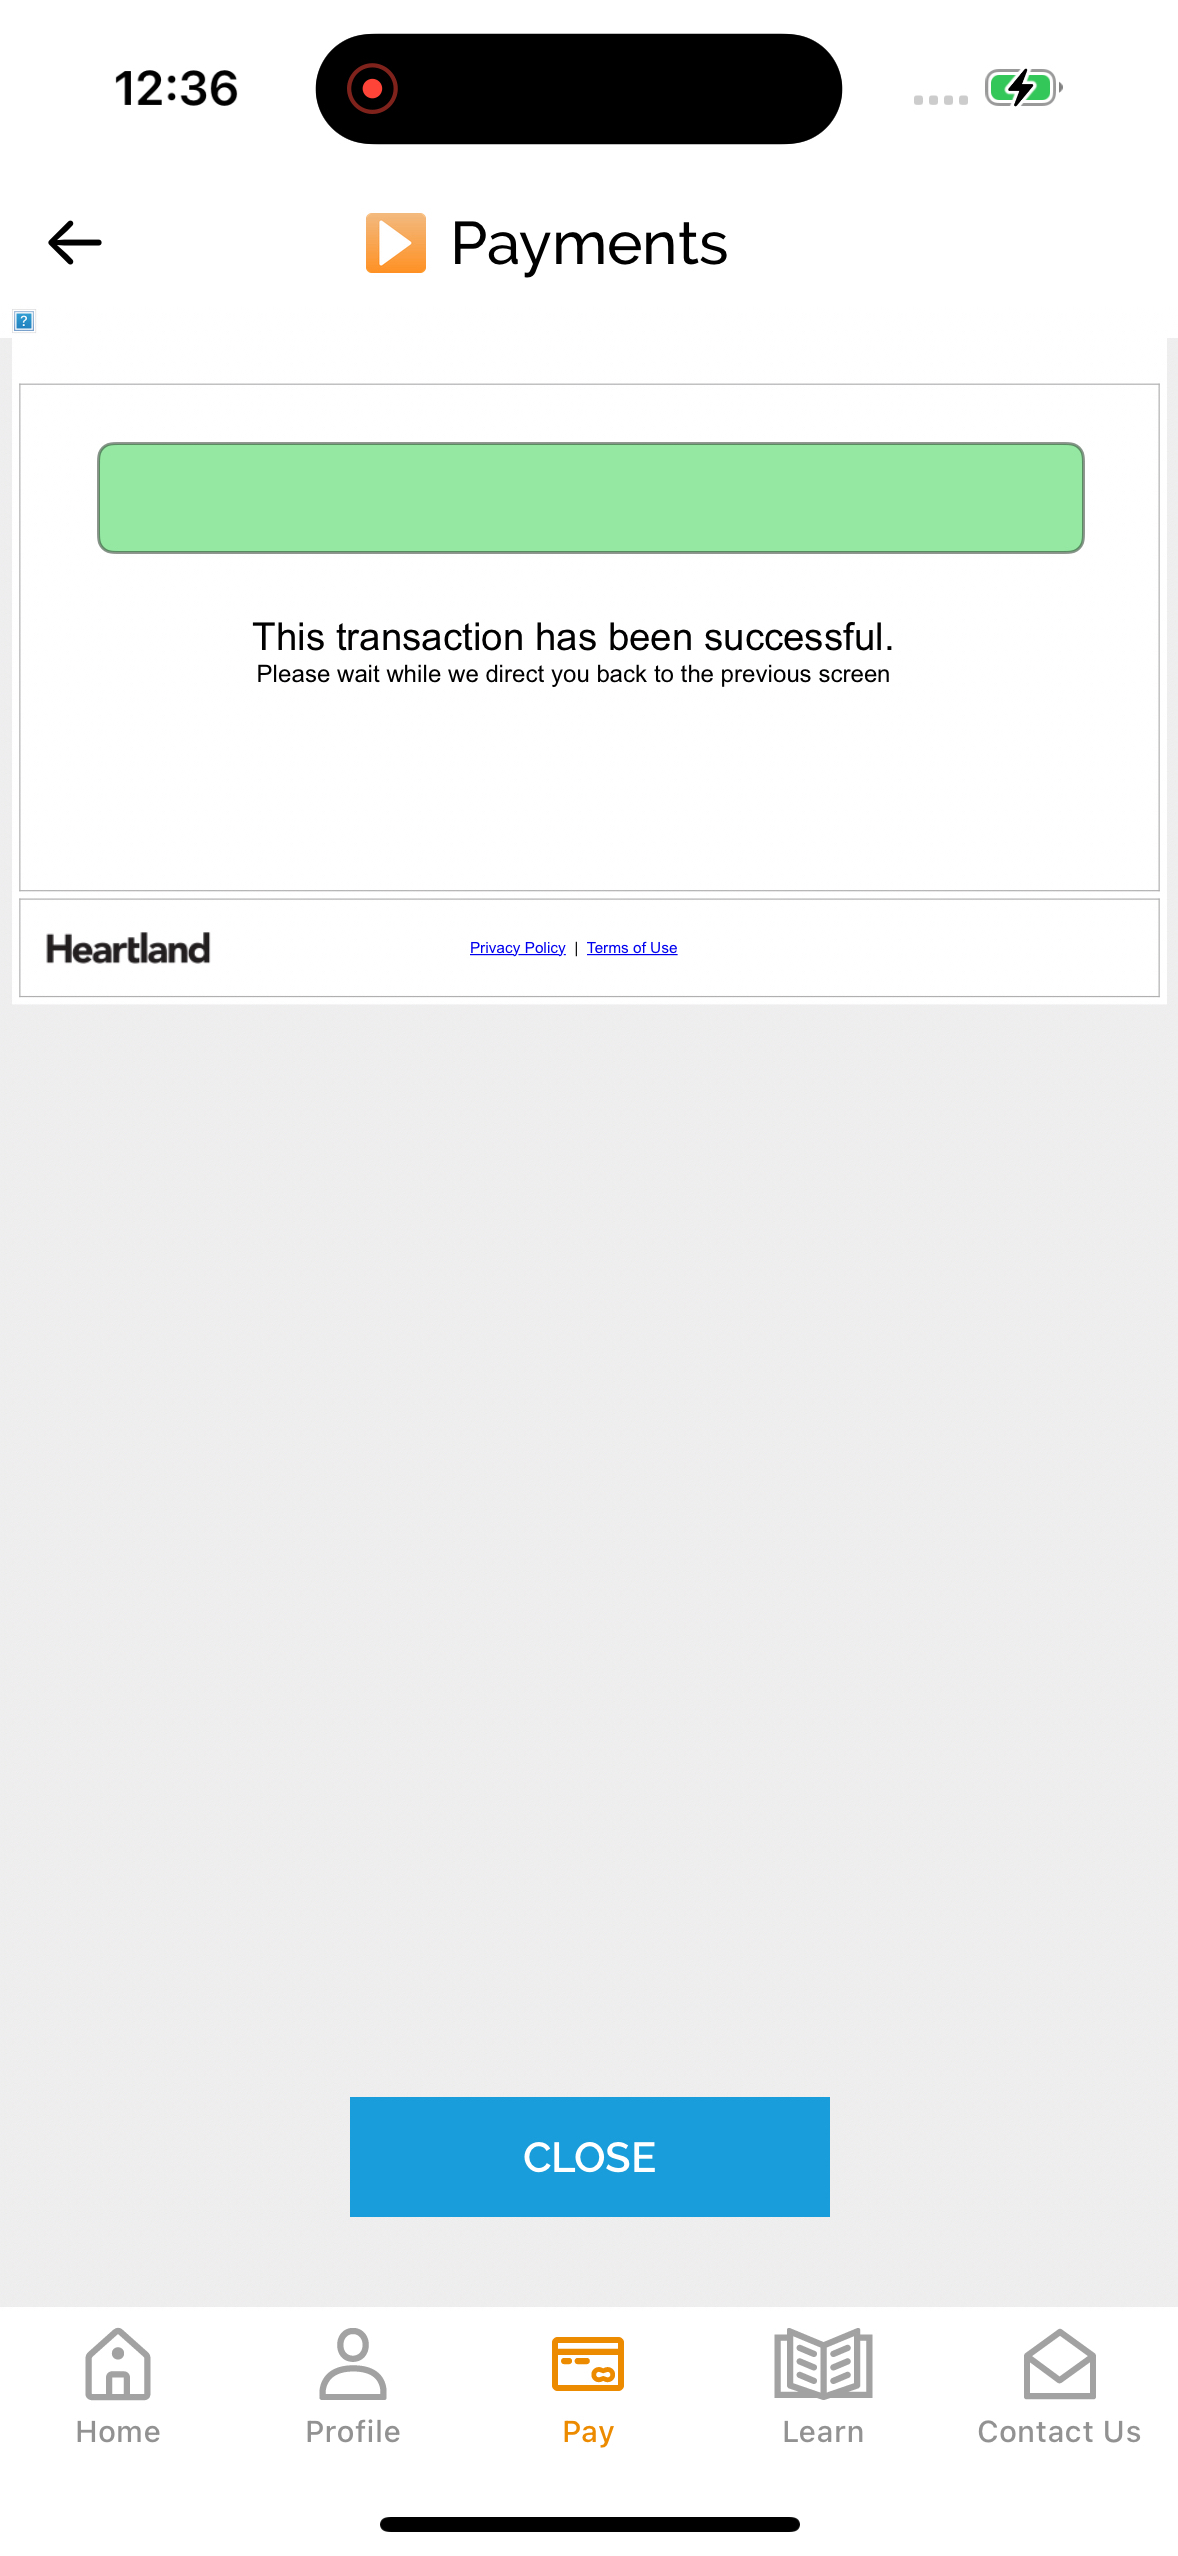 12:36
Payments
?
This transaction has been successful.
Please wait while we direct you back to the previous screen
Heartland
Privacy Policy | Terms of Use
CLOSE
Home Profile Pay Learn Contact Us